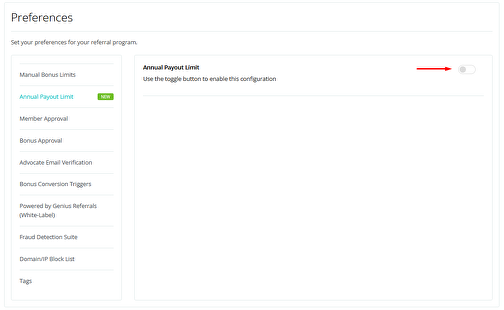 Preferences
Set your preferences for your referral program.
Manual Bonus Limits
Annual Payout Limit NEW
Member Approval
Bonus Approval
Advocate Email Verification
Bonus Conversion Triggers
Powered by Genius Referrals
(White-Label)
Fraud Detection Suite
Domain/IP Block List
Tags
Annual Payout Limit
Use the toggle button to enable this configuration